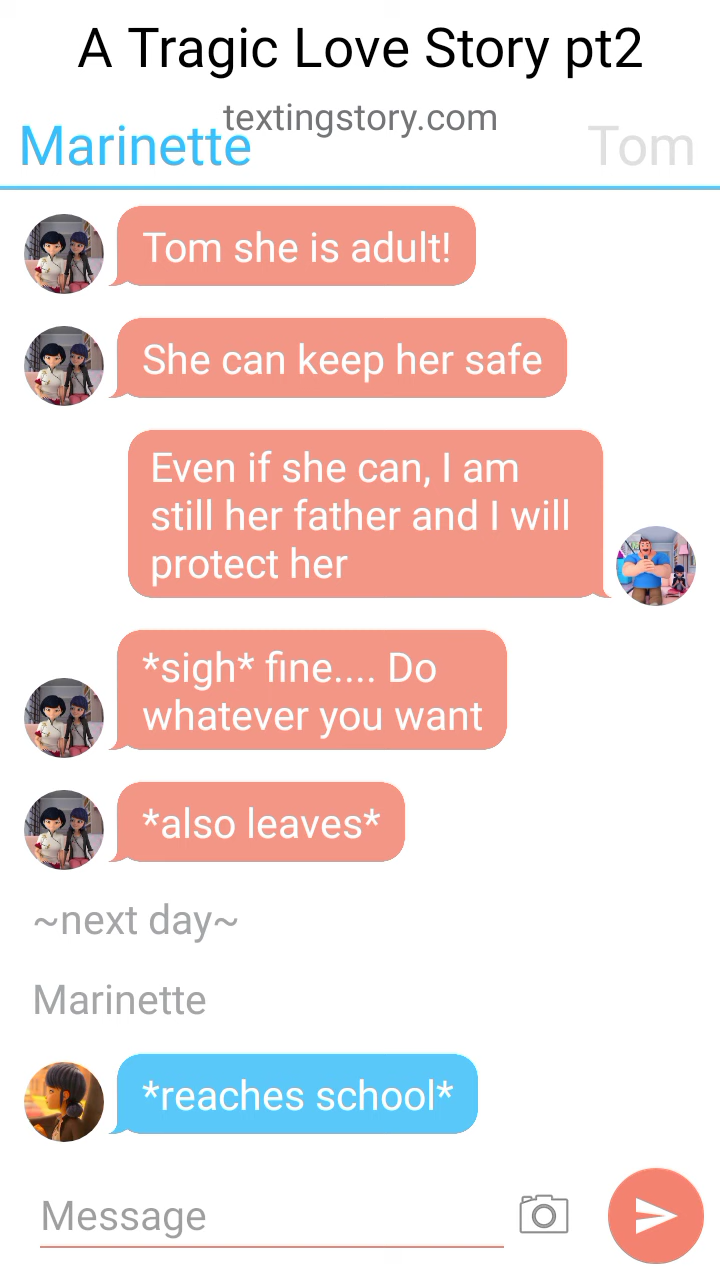 A Tragic Love Story pt2
textingstory.com
Marinette
Tom
Tom she is adult!
She can keep her safe
Even if she can, I am
still her father and I will
protect her
*sigh* fine.... Do
whatever you want
*also leaves*
~next day~
Marinette
*reaches school*
Message